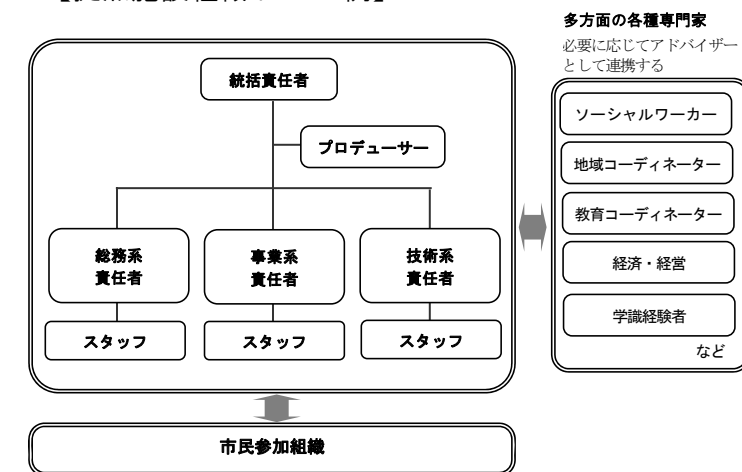 多方面の各種専門家
必要に応じてアドバイザー
として連携する
統括責任者
プロデューサー
総務系
責任者
事業系
責任者
技術系
責任者
スタッフ
スタッフ
スタッフ
ソーシャルワーカー
地域コーディネーター
教育コーディネーター
経済・経営
学識経験者
など
市民参加組織